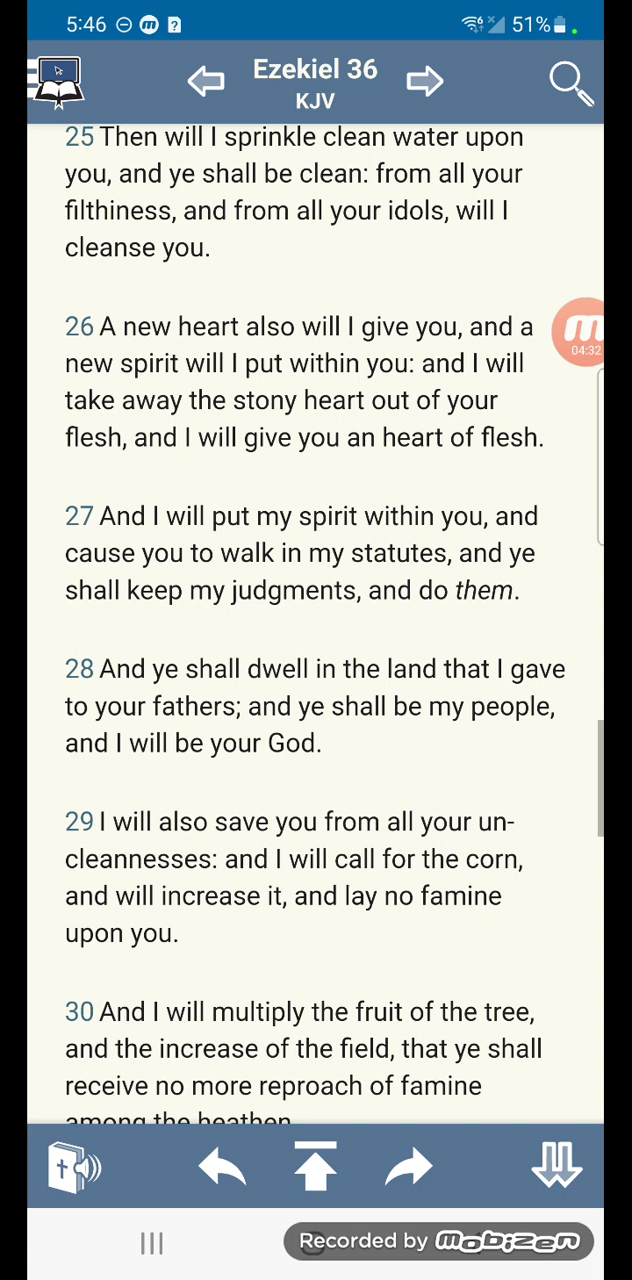 5:46
51%
Ezekiel 36
KJV
25 Then will I sprinkle clean water upon
you, and ye shall be clean: from all your
filthiness, and from all your idols, will I
cleanse you.
26 A new heart also will I give you, and a
new spirit will I put within you: and I will
take away the stony heart out of your
flesh, and I will give you an heart of flesh.
04:32
27 And I will put my spirit within you, and
cause you to walk in my statutes, and ye
shall keep my judgments, and do them.
28 And ye shall dwell in the land that I gave
to your fathers; and ye shall be my people,
and I will be your God.
29 I will also save you from all your un-
cleannesses: and I will call for the corn,
and will increase it, and lay no famine
upon you.
30 And I will multiply the fruit of the tree,
and the increase of the field, that ye shall
receive no more reproach of famine
among the heathen
Recorded by mobizen